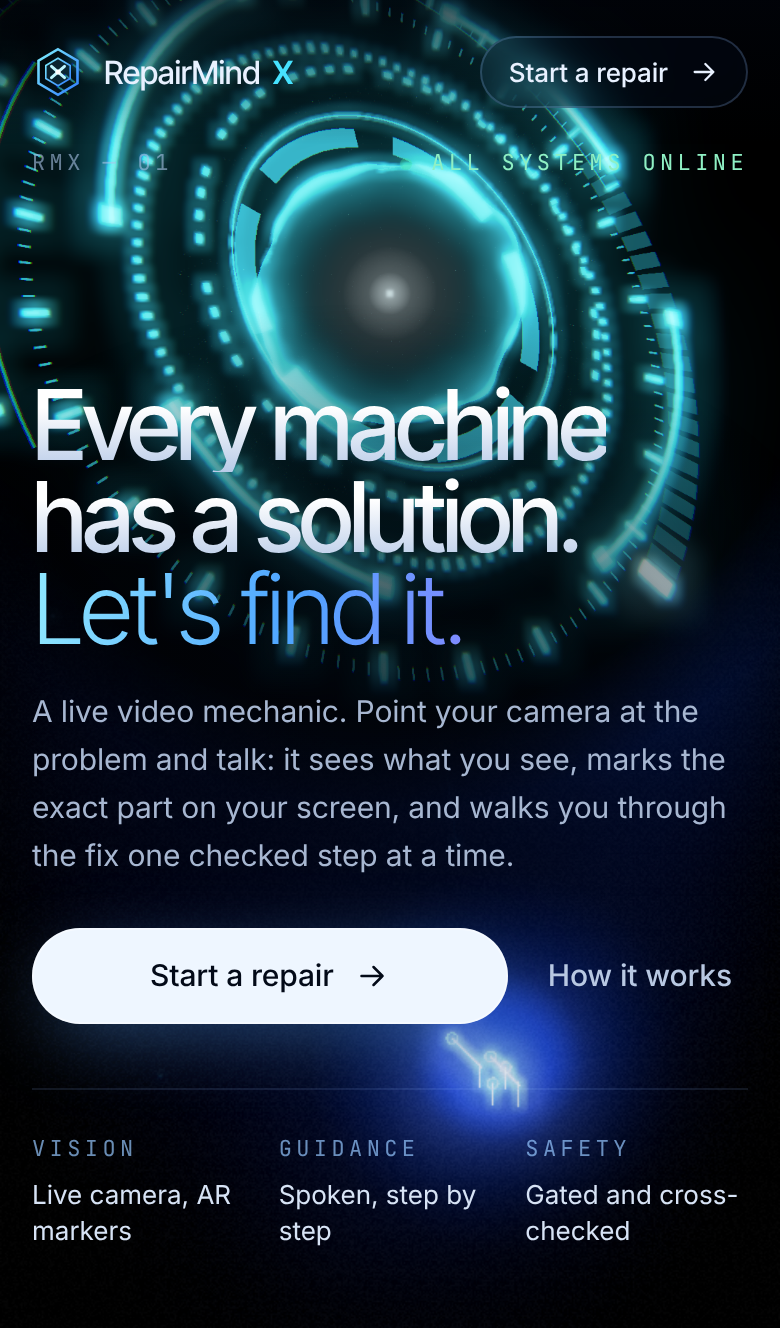 RepairMind X
Start a repair →
RMX — 01
ALL SYSTEMS ONLINE
Every machine
has a solution.
Let's find it.
A live video mechanic. Point your camera at the
problem and talk: it sees what you see, marks the
exact part on your screen, and walks you through
the fix one checked step at a time.
Start a repair →
How it works
VISION
Live camera, AR
markers
GUIDANCE
Spoken, step by
step
SAFETY
Gated and cross-
checked